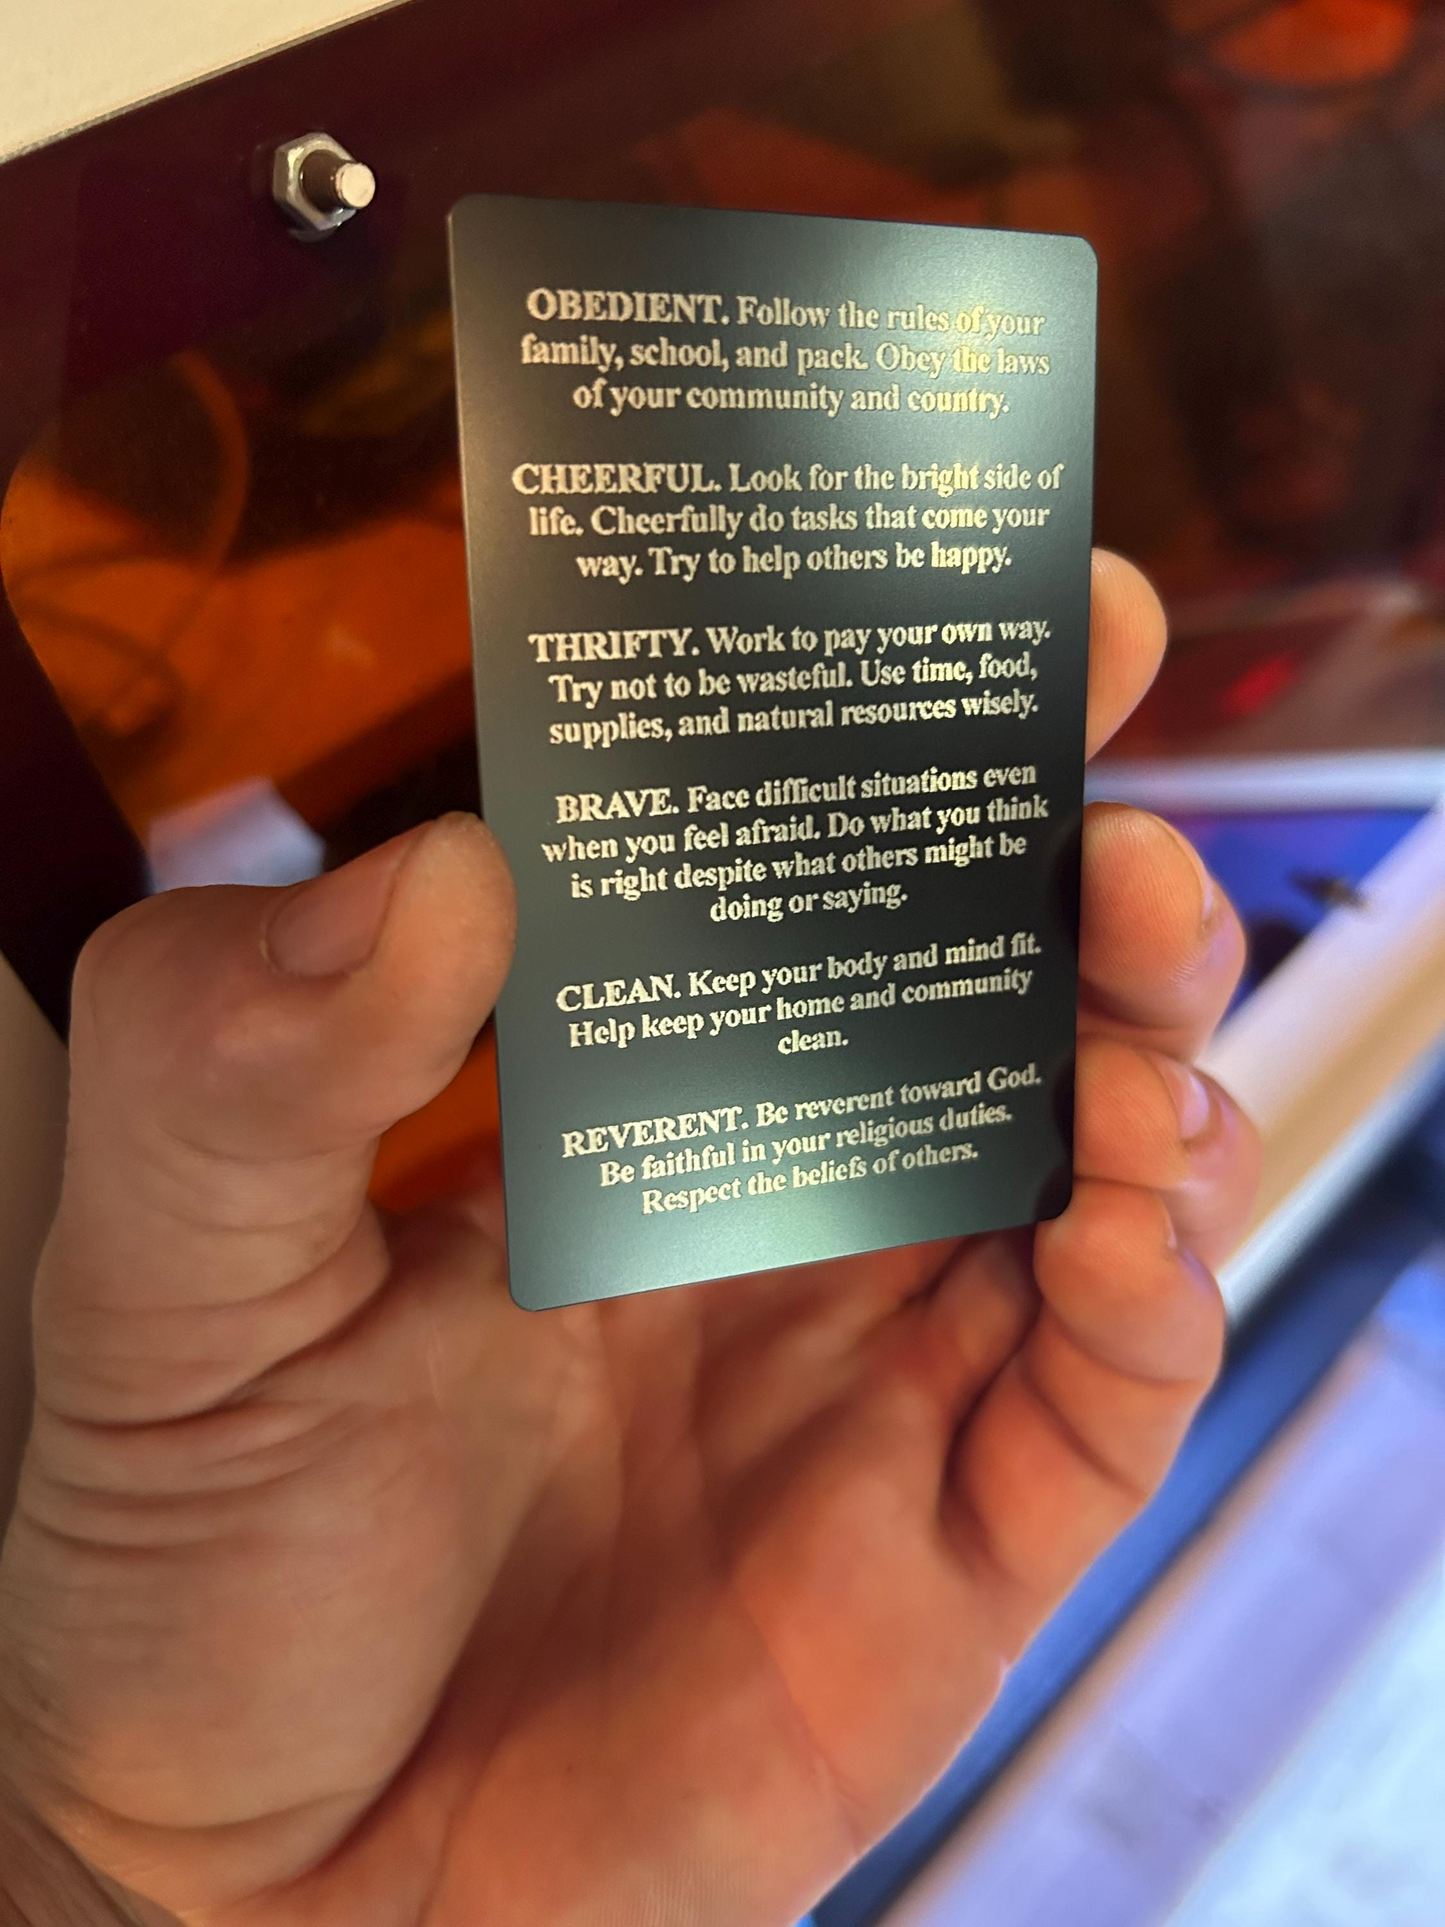 OBEDIENT. Follow the rules of your
family, school, and pack. Obey the laws
of your community and country.
CHEERFUL. Look for the bright side of
life. Cheerfully do tasks that come your
way. Try to help others be happy.
THRIFTY. Work to pay your own way.
Try not to be wasteful. Use time, food,
supplies, and natural resources wisely.
BRAVE. Face difficult situations even
when you feel afraid. Do what you think
is right despite what others might be
doing or saying.
CLEAN. Keep your body and mind fit.
Help keep your home and community
clean.
REVERENT. Be reverent toward God.
Be faithful in your religious duties.
Respect the beliefs of others.